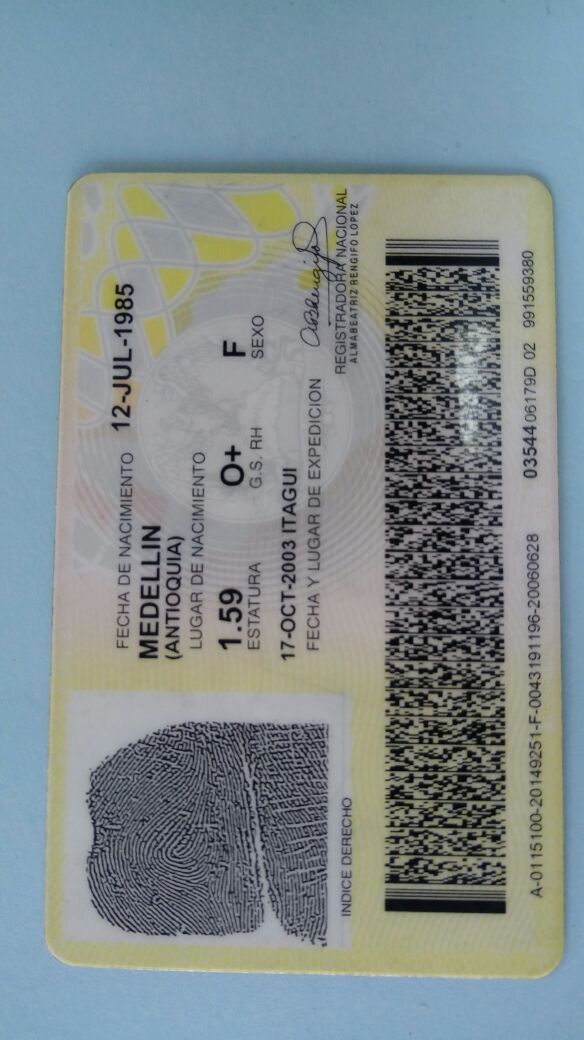 FECHA DE NACIMIENTO 12-JUL-1985
MEDELLIN
(ANTIOQUIA)
LUGAR DE NACIMIENTO
1.59 O+ F
ESTATURA G.S. RH SEXO
17-OCT-2003 ITAGUI
FECHA Y LUGAR DE EXPEDICION
REGISTRADORA NACIONAL
ALMABEATRIZ RENGIFO LOPEZ
INDICE DERECHO
A-0115100-20149251-F-0043191196-20060628 03544 06179D 02 991559380